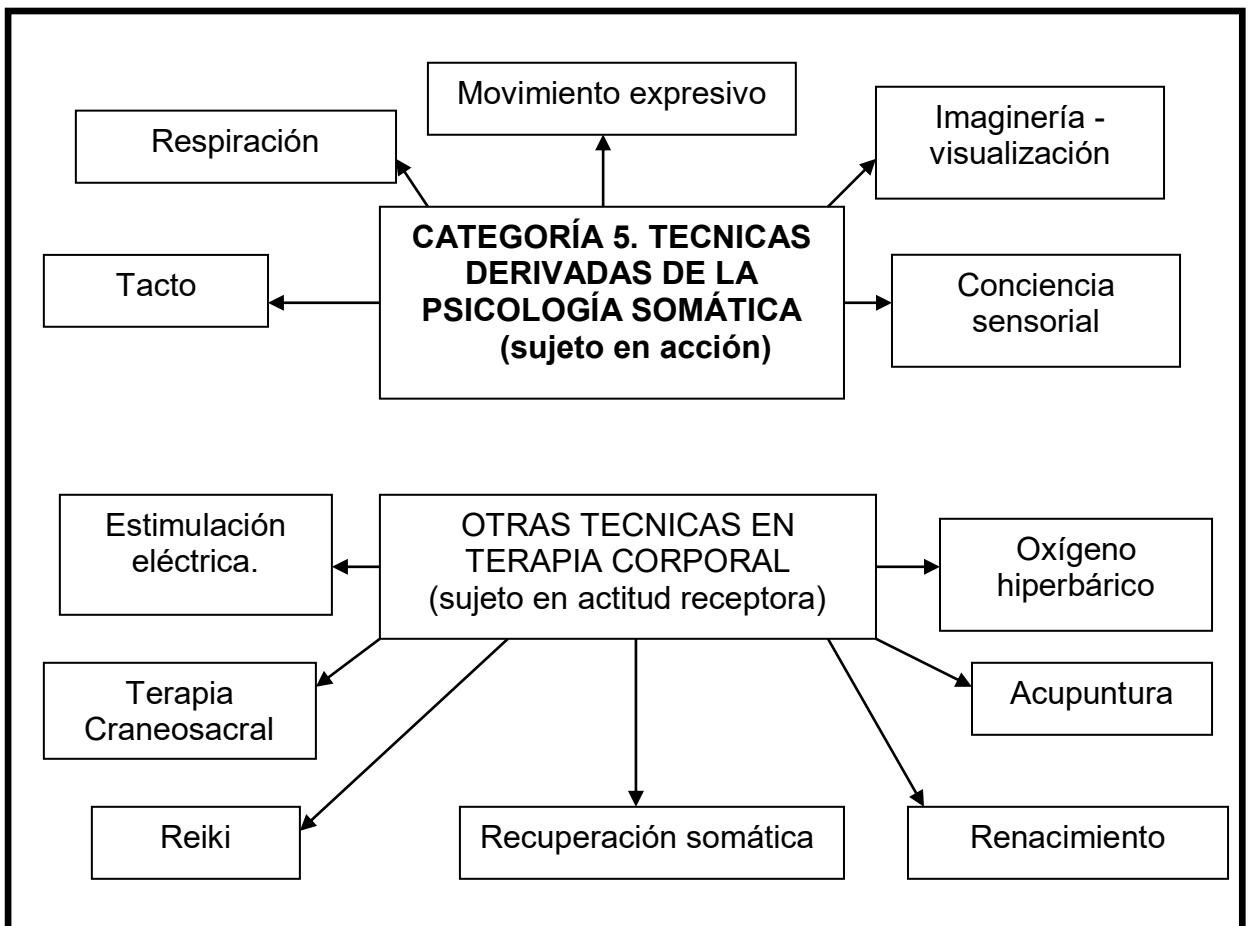 Movimiento expresivo
Respiración
Imaginería -
visualización
CATEGORÍA 5. TECNICAS
DERIVADAS DE LA
PSICOLOGÍA SOMÁTICA
(sujeto en acción)
Tacto
Conciencia
sensorial
Estimulación
eléctrica.
OTRAS TECNICAS EN
TERAPIA CORPORAL
(sujeto en actitud receptora)
Oxígeno
hiperbárico
Terapia
Craneosacral
Acupuntura
Reiki
Recuperación somática
Renacimiento